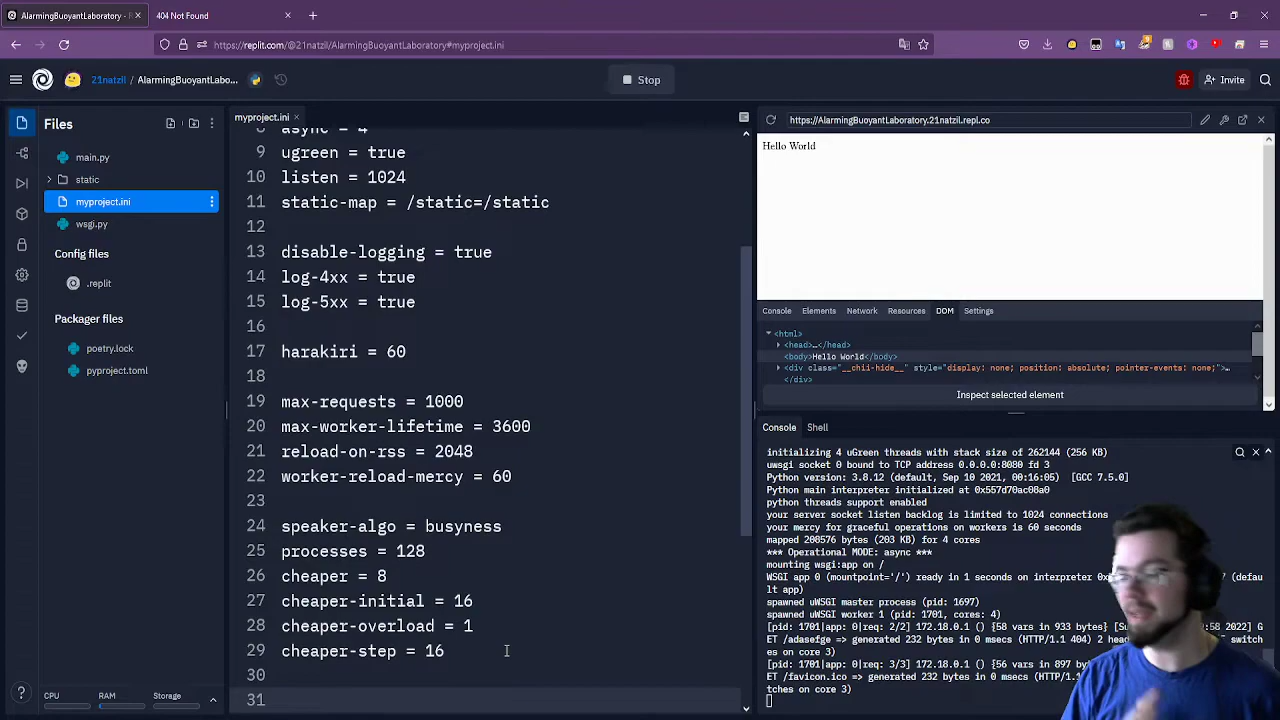 AlarmingBuoyantLaboratory - R
404 Not Found
https://replit.com/@21natzil/AlarmingBuoyantLaboratory#myproject.ini
21natzil / AlarmingBuoyantLabo...
Stop
Invite
Files
main.py
static
myproject.ini
wsgi.py
Config files
.replit
Packager files
poetry.lock
pyproject.toml
CPU RAM Storage
myproject.ini
8 async = 4
9 ugreen = true
10 listen = 1024
11 static-map = /static=/static
12
13 disable-logging = true
14 log-4xx = true
15 log-5xx = true
16
17 harakiri = 60
18
19 max-requests = 1000
20 max-worker-lifetime = 3600
21 reload-on-rss = 2048
22 worker-reload-mercy = 60
23
24 speaker-algo = busyness
25 processes = 128
26 cheaper = 8
27 cheaper-initial = 16
28 cheaper-overload = 1
29 cheaper-step = 16
30
31
https://AlarmingBuoyantLaboratory.21natzil.repl.co
Hello World
Console Elements Network Resources DOM Settings
<html>
<head>…</head>
<body>Hello World</body>
<div class="__chii-hide__" style="display: none; position: absolute; pointer-events: none;">…
</div>
Inspect selected element
Console Shell
initializing 4 uGreen threads with stack size of 262144 (256 KB)
uwsgi socket 0 bound to TCP address 0.0.0.0:8080 fd 3
Python version: 3.8.12 (default, Sep 10 2021, 00:16:05) [GCC 7.5.0]
Python main interpreter initialized at 0x557d70ac08a0
python threads support enabled
your server socket listen backlog is limited to 1024 connections
your mercy for graceful operations on workers is 60 seconds
mapped 208576 bytes (203 KB) for 4 cores
*** Operational MODE: async ***
mounting wsgi:app on /
WSGI app 0 (mountpoint='/') ready in 1 seconds on interpreter 0x
lt app)
spawned uWSGI master process (pid: 1697)
spawned uWSGI worker 1 (pid: 1701, cores: 4)
[pid: 1701|app: 0|req: 2/2] 172.18.0.1 () {58 vars in 933 bytes}
ET /adasefge => generated 232 bytes in 0 msecs (HTTP/1.1 404) 2
es on core 3)
[pid: 1701|app: 0|req: 3/3] 172.18.0.1 () {56 vars in 897 by
ET /favicon.ico => generated 232 bytes in 0 msecs (HTTP/1.1
tches on core 3)